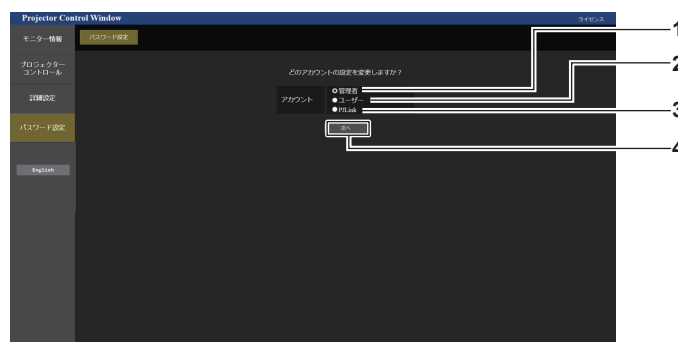 Projector Control Window
ライセンス
モニター情報
パスワード設定
プロジェクター
コントロール
どのアカウントの設定を変更しますか？
詳細設定
アカウント
管理者
ユーザー
PJLink
パスワード設定
次へ
English
1
2
3
4